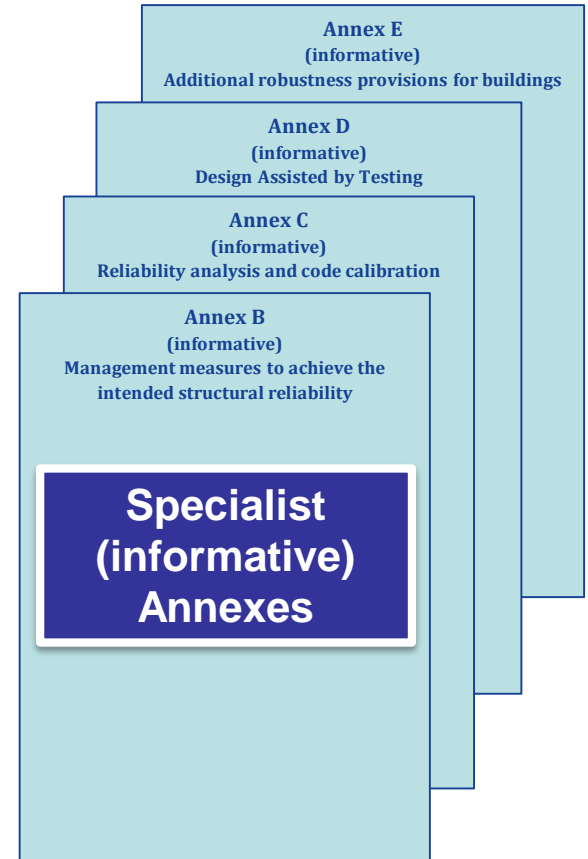 Annex E
(informative)
Additional robustness provisions for buildings
Annex D
(informative)
Design Assisted by Testing
Annex C
(informative)
Reliability analysis and code calibration
Annex B
(informative)
Management measures to achieve the
intended structural reliability
Specialist
(informative)
Annexes